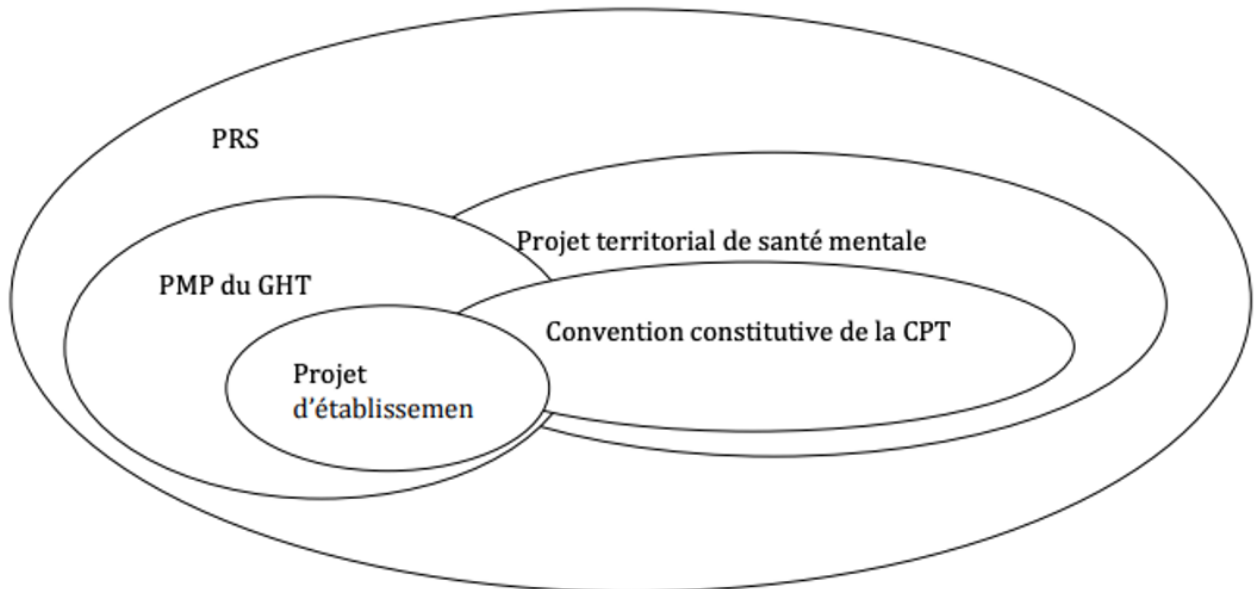 PRS
Projet territorial de santé mentale
PMP du GHT
Convention constitutive de la CPT
Projet
d’établissemen